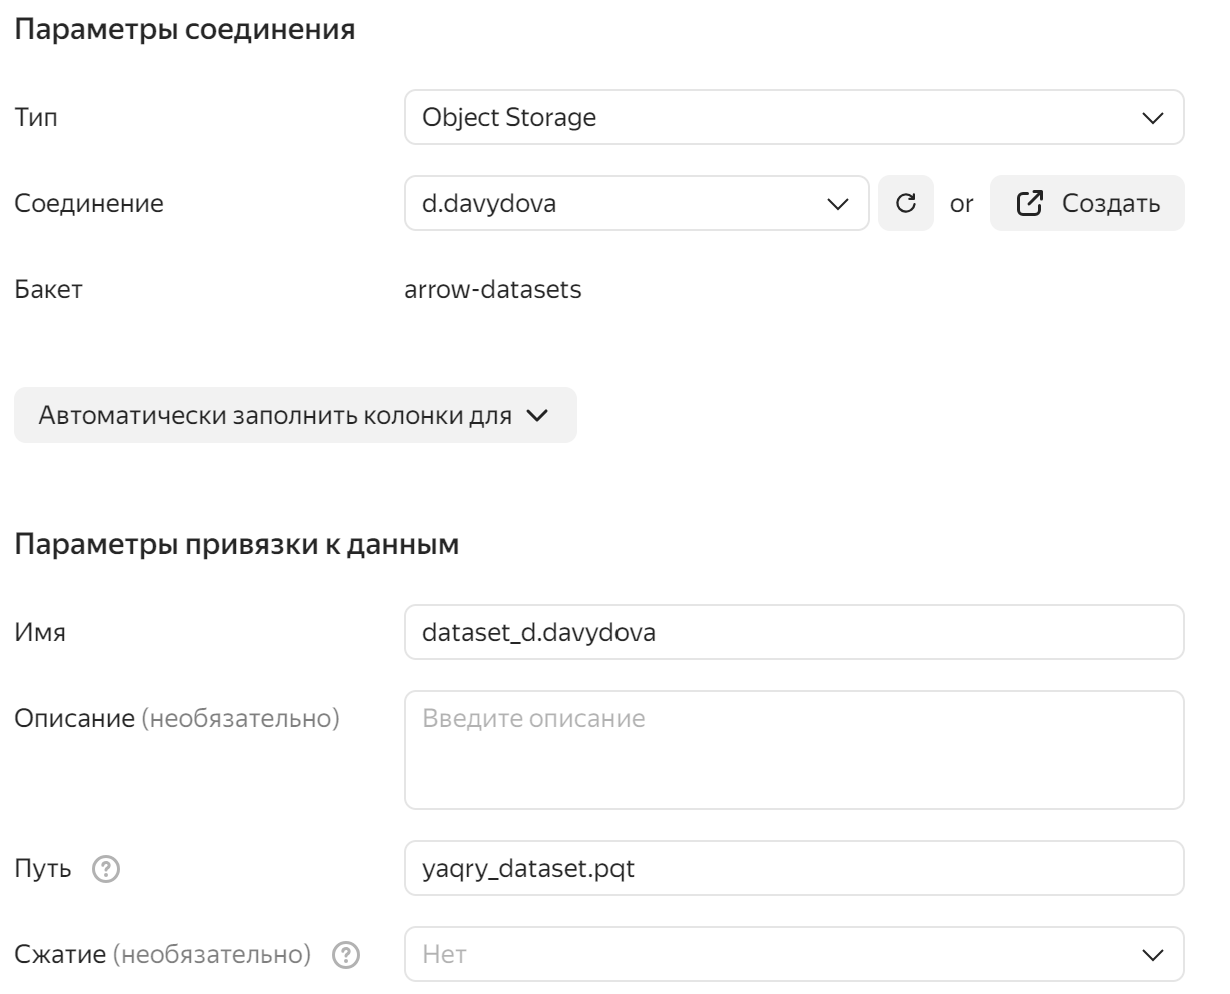 Параметры соединения
Тип
Object Storage
Соединение
d.davydova
or
Создать
Бакет
arrow-datasets
Автоматически заполнить колонки для
Параметры привязки к данным
Имя
dataset_d.davydova
Описание (необязательно)
Введите описание
Путь
yaqry_dataset.pqt
Сжатие (необязательно)
Нет